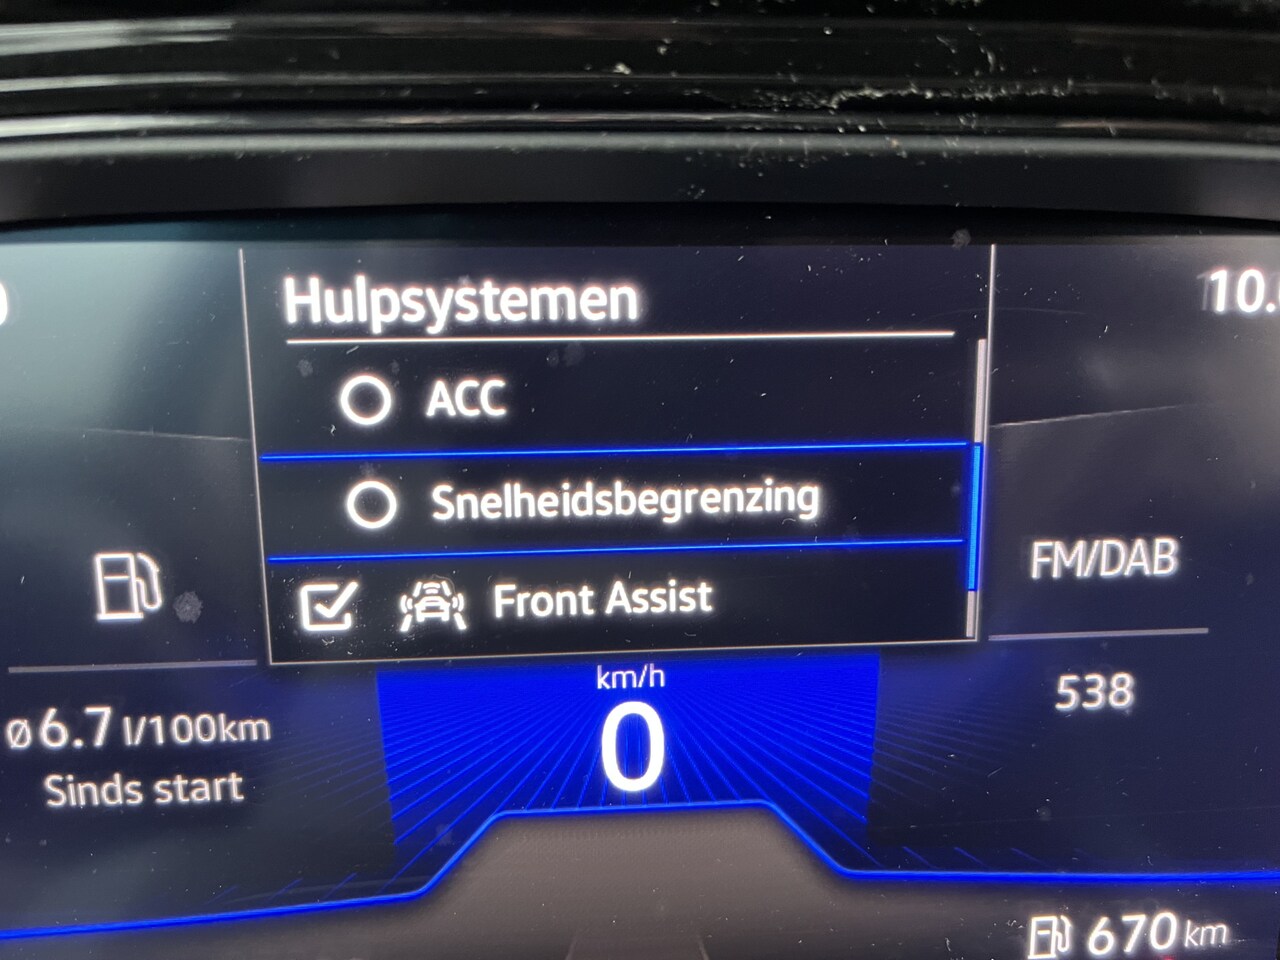 Hulpsystemen
ACC
Snelheidsbegrenzing
Front Assist
FM/DAB
538
km/h
0
ø6.7 l/100km
Sinds start
670 km